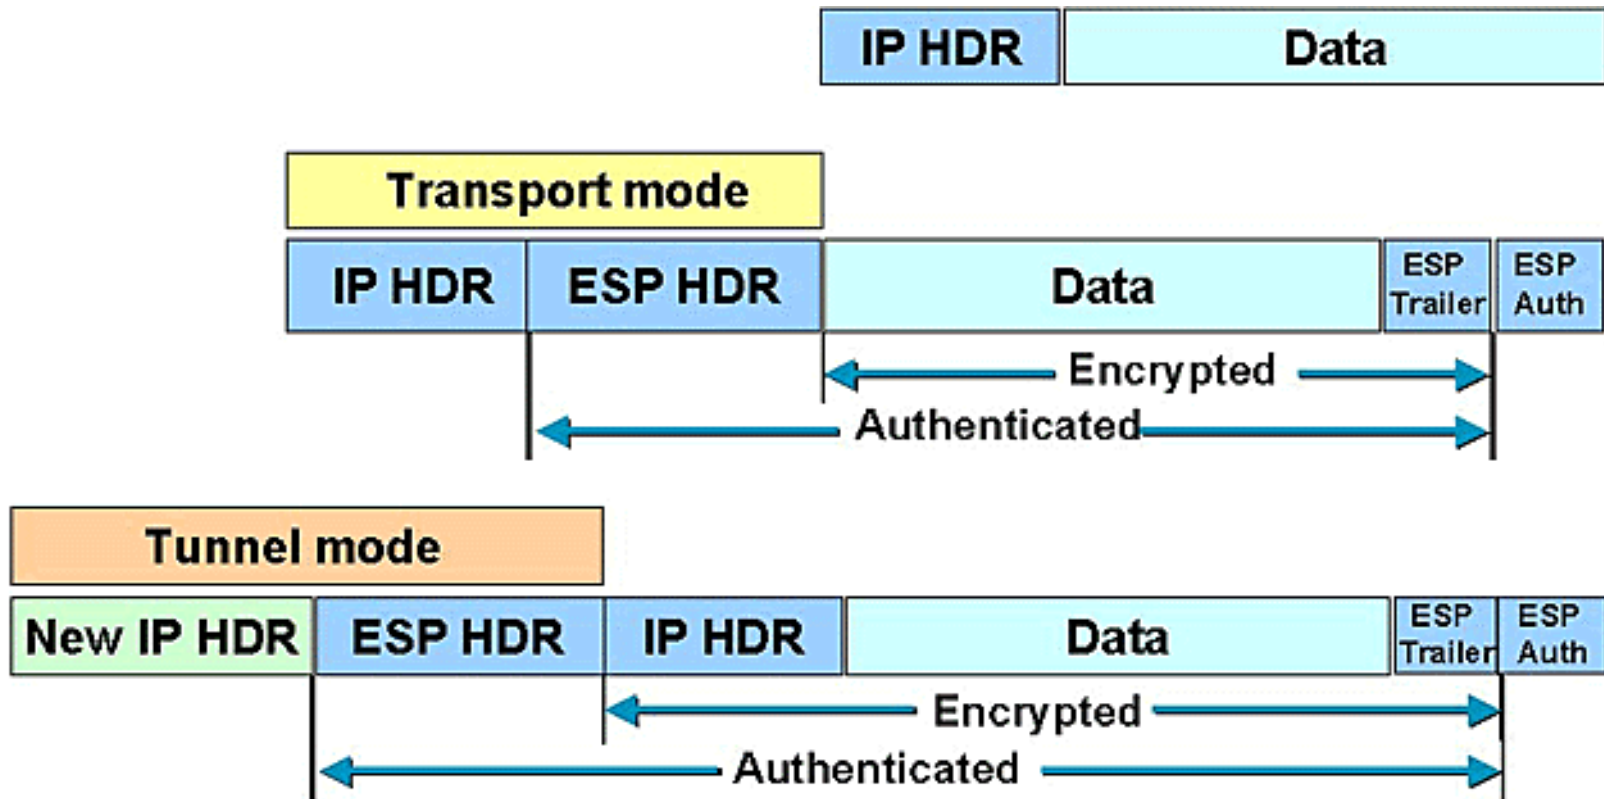 IP HDR Data
Transport mode
IP HDR ESP HDR Data ESP Trailer ESP Auth
Encrypted
Authenticated
Tunnel mode
New IP HDR ESP HDR IP HDR Data ESP Trailer ESP Auth
Encrypted
Authenticated